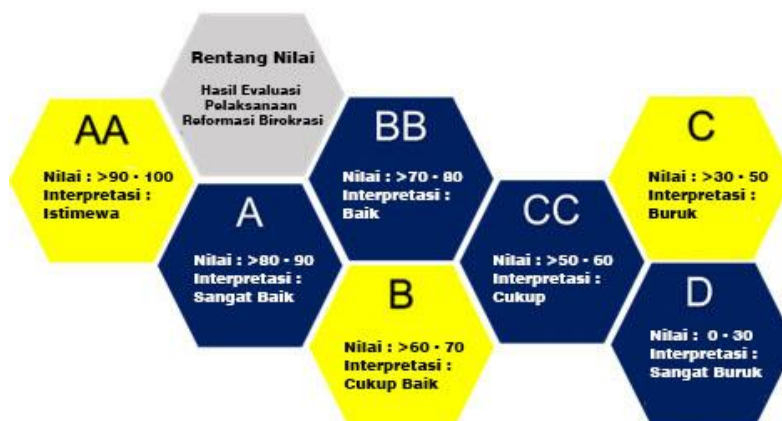 Rentang Nilai
Hasil Evaluasi
Pelaksanaan
Reformasi Birokrasi
AA
Nilai : >90 - 100
Interpretasi :
Istimewa
A
Nilai : >80 - 90
Interpretasi :
Sangat Baik
BB
Nilai : >70 - 80
Interpretasi :
Baik
B
Nilai : >60 - 70
Interpretasi :
Cukup Baik
CC
Nilai : >50 - 60
Interpretasi :
Cukup
C
Nilai : >30 - 50
Interpretasi :
Buruk
D
Nilai : 0 - 30
Interpretasi :
Sangat Buruk